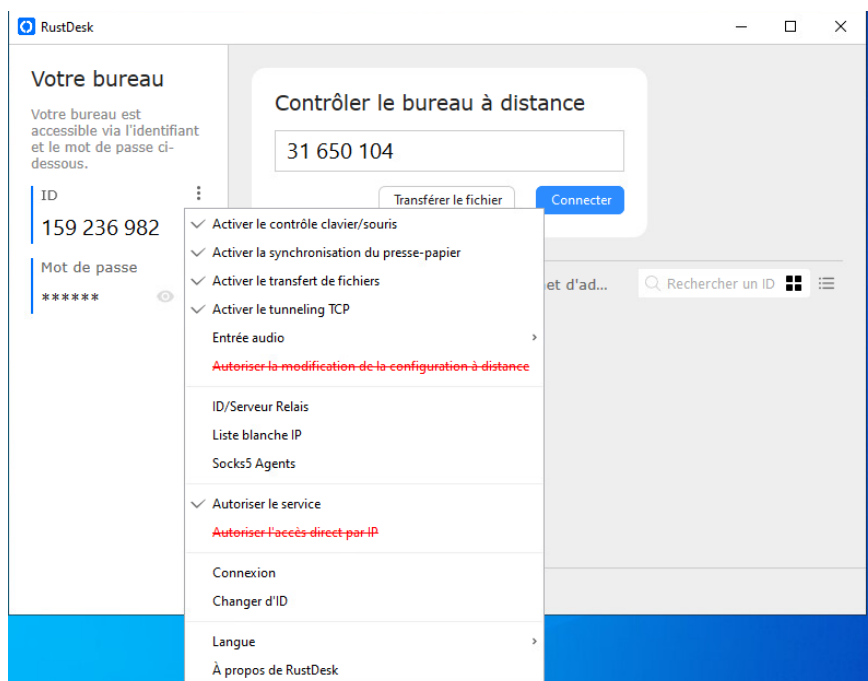 RustDesk
Votre bureau
Votre bureau est
accessible via l'identifiant
et le mot de passe ci-
dessous.
ID
159 236 982
Mot de passe
******
Contrôler le bureau à distance
31 650 104
Transférer le fichier
Connecter
et d'ad...
Rechercher un ID
Activer le contrôle clavier/souris
Activer la synchronisation du presse-papier
Activer le transfert de fichiers
Activer le tunneling TCP
Entrée audio
Autoriser la modification de la configuration à distance
ID/Serveur Relais
Liste blanche IP
Socks5 Agents
Autoriser le service
Autoriser l'accès direct par IP
Connexion
Changer d'ID
Langue
À propos de RustDesk